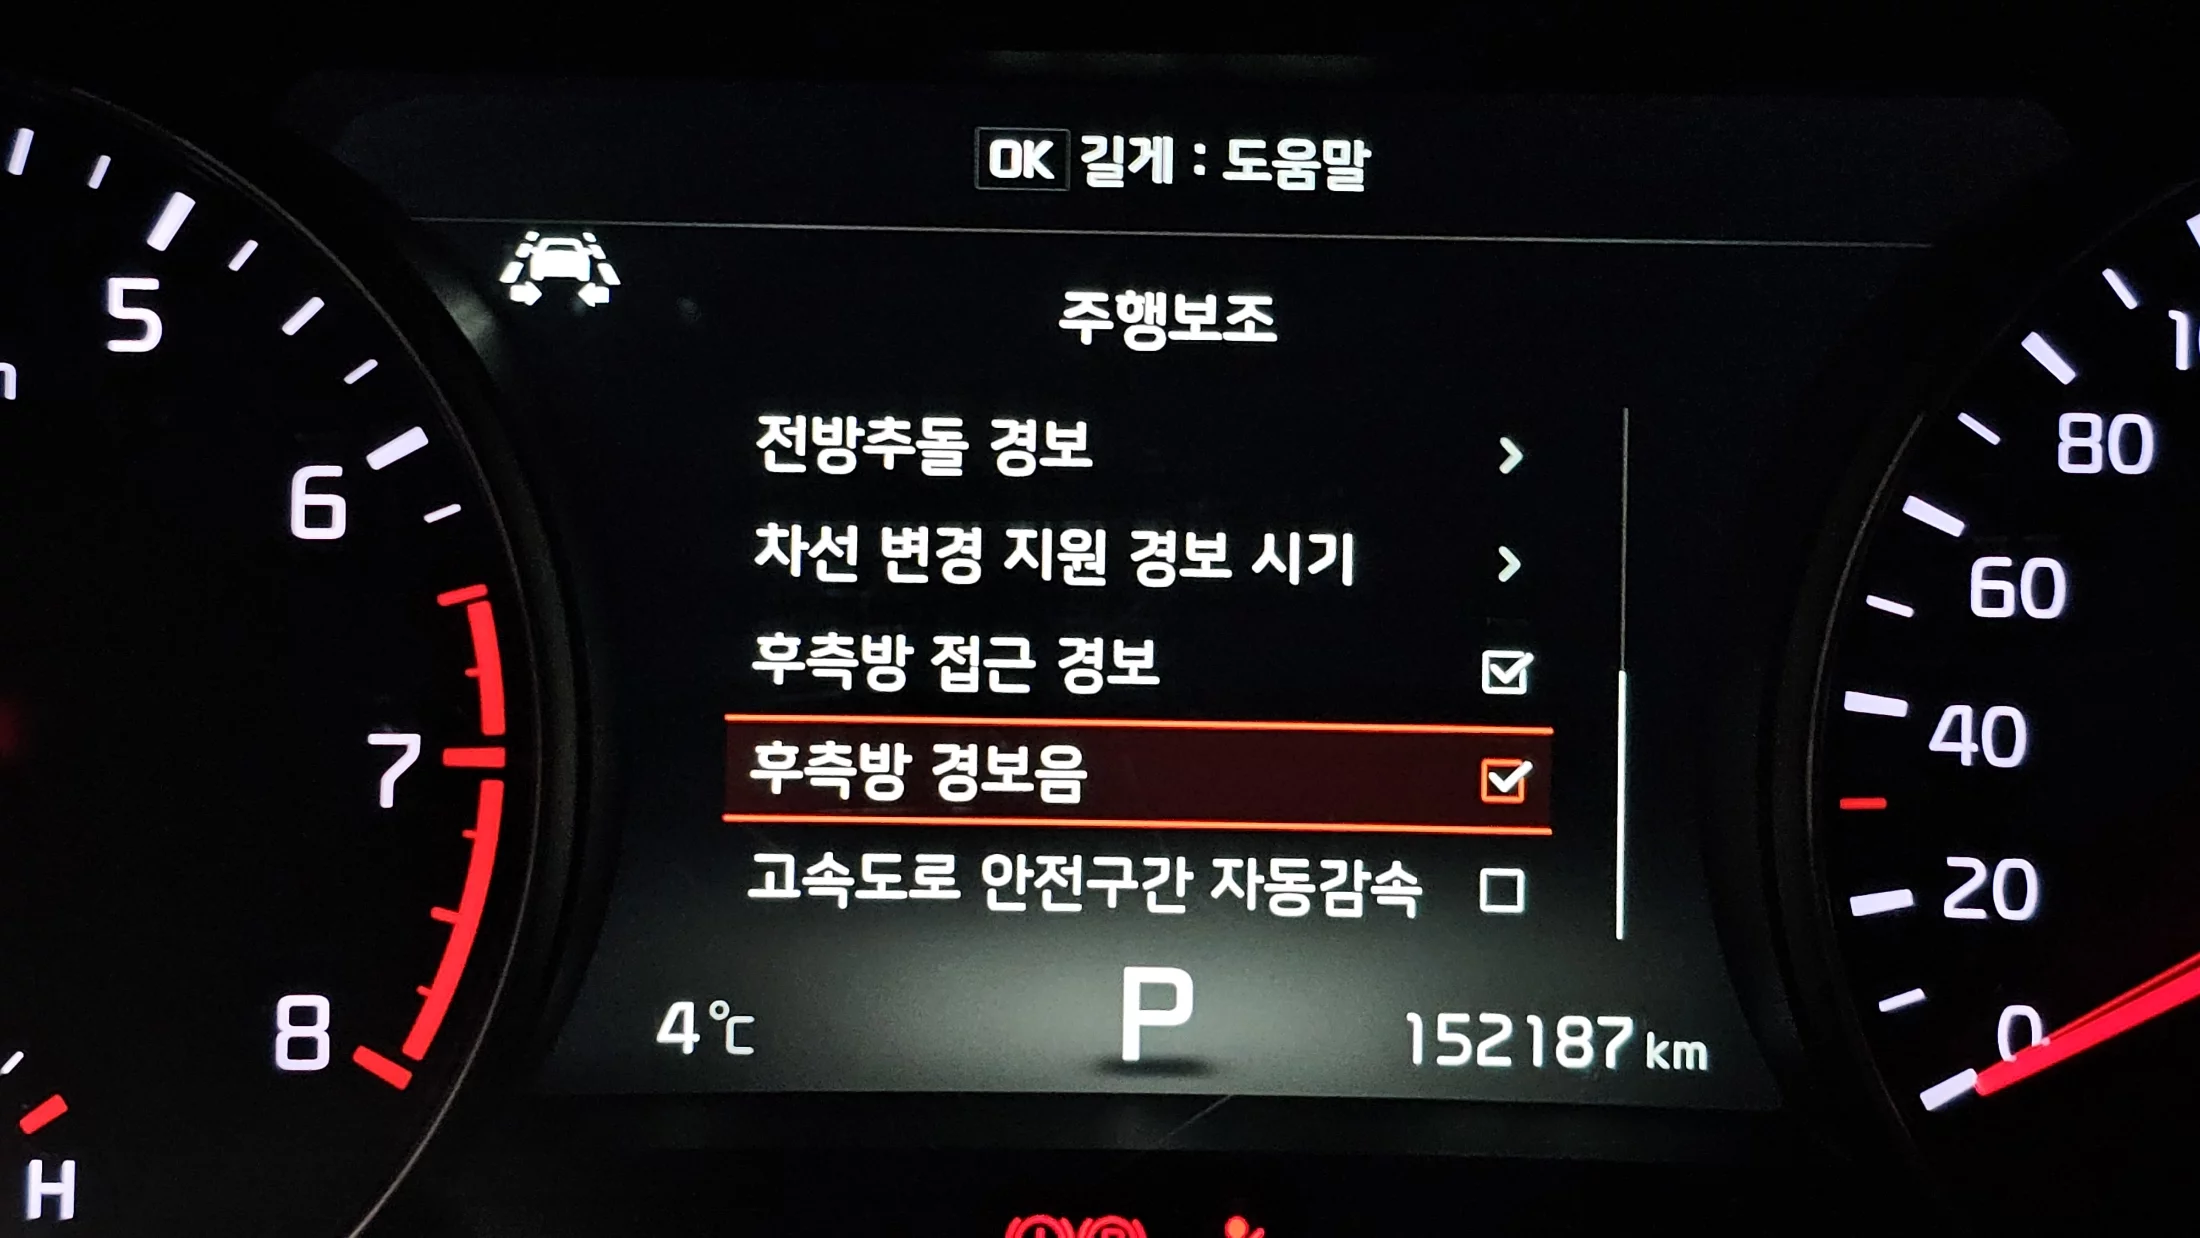 OK 길게 : 도움말
주행보조
전방추돌 경보
차선 변경 지원 경보 시기
후측방 접근 경보
후측방 경보음
고속도로 안전구간 자동감속
4℃
P
152187 km
5
6
7
8
H
80
60
40
20
0